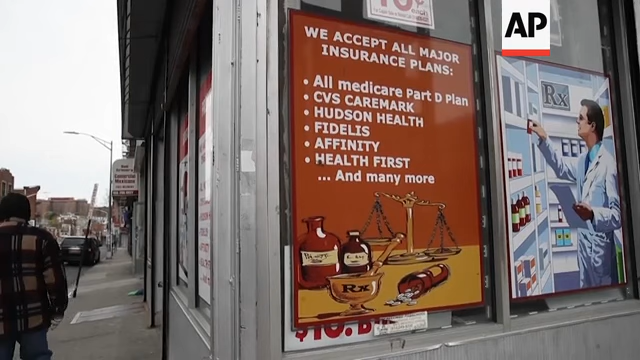 10¢
AP
WE ACCEPT ALL MAJOR
INSURANCE PLANS:
• All medicare Part D Plan
• CVS CAREMARK
• HUDSON HEALTH
• FIDELIS
• AFFINITY
• HEALTH FIRST
... And many more
Rx
Rx